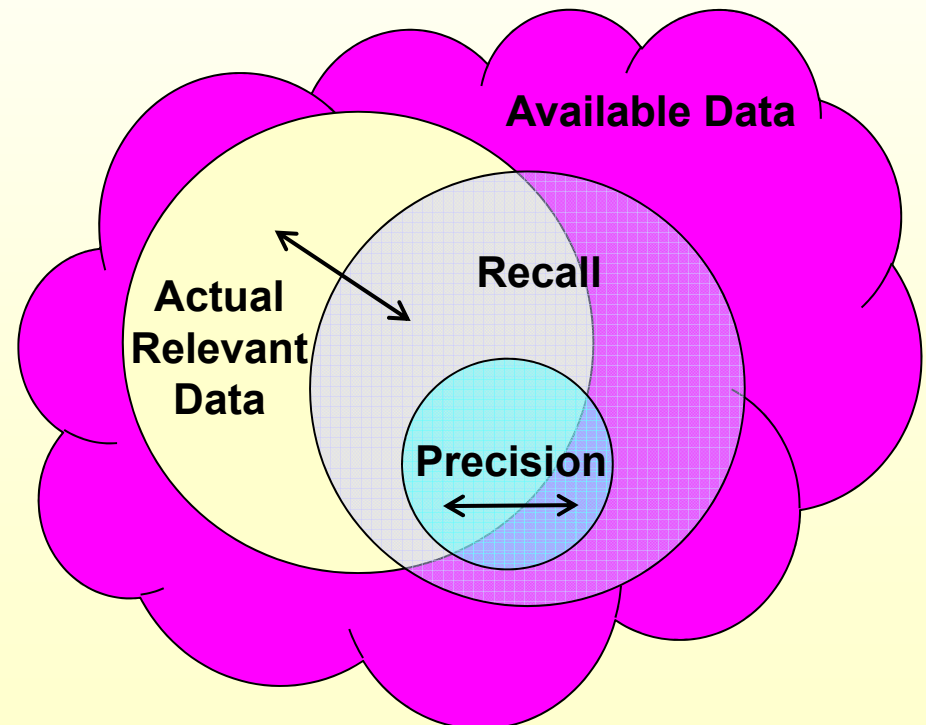 Available Data
Recall
Actual
Relevant
Data
Precision